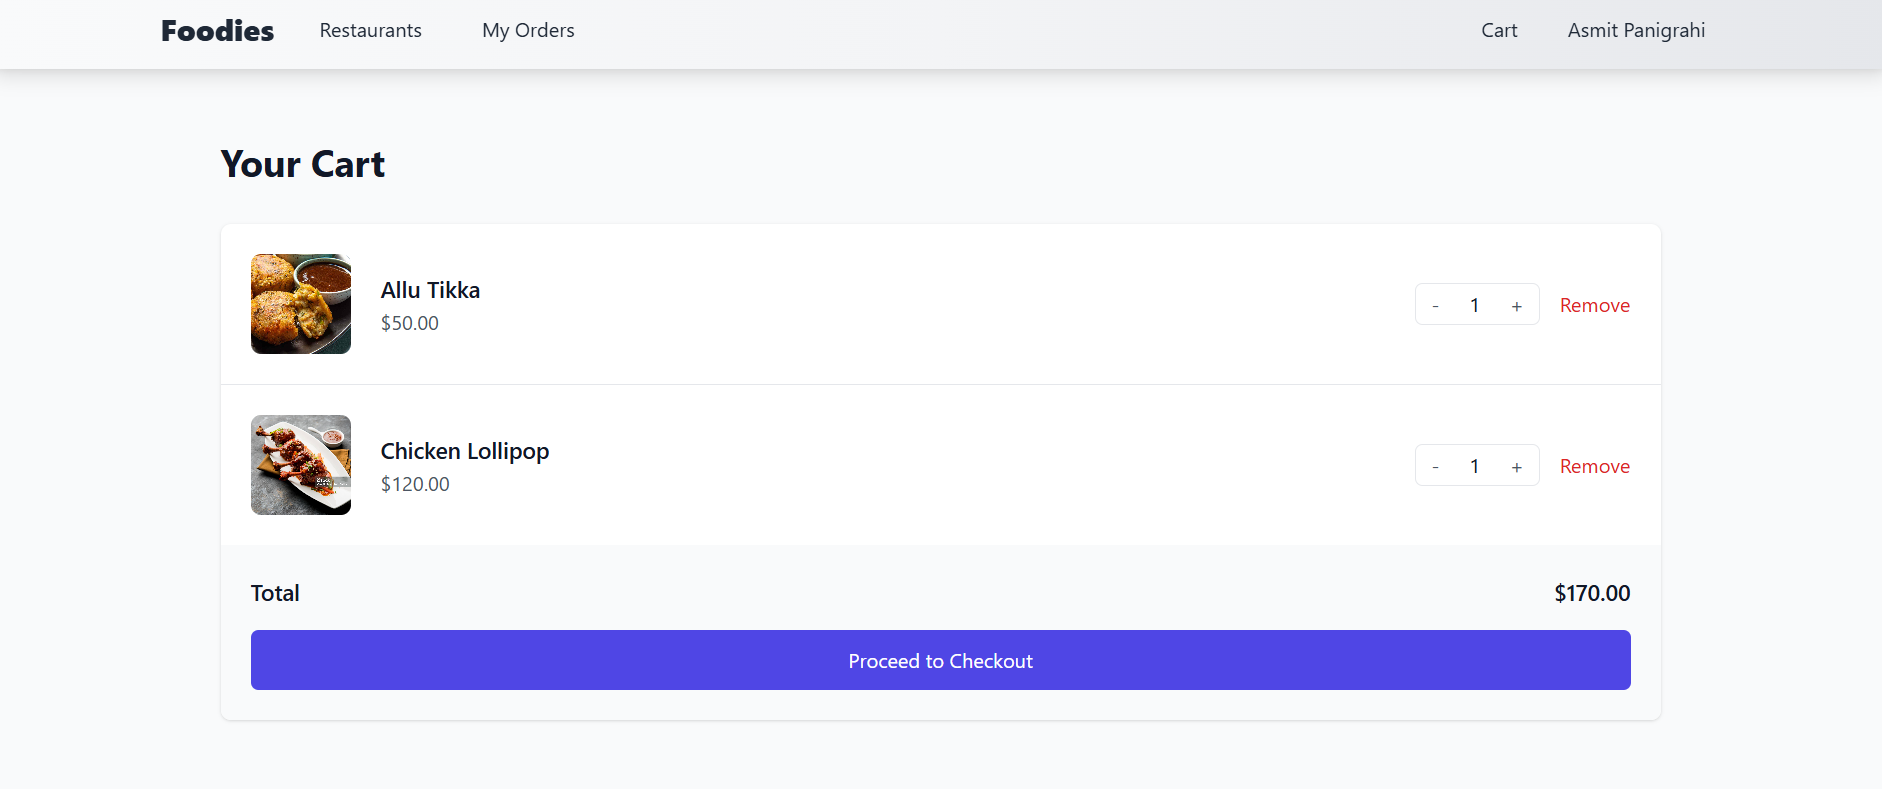 Foodies Restaurants My Orders Cart Asmit Panigrahi
Your Cart
Allu Tikka
$50.00
- 1 + Remove
Chicken Lollipop
$120.00
- 1 + Remove
Total $170.00
Proceed to Checkout